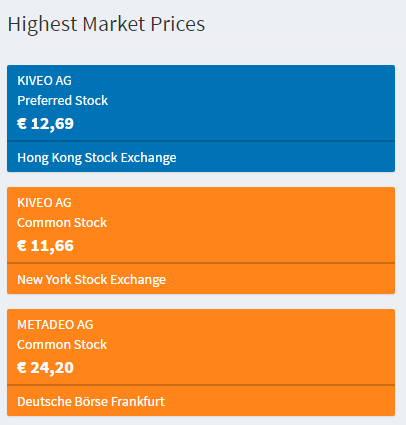 Highest Market Prices
KIVEO AG
Preferred Stock
€ 12,69
Hong Kong Stock Exchange
KIVEO AG
Common Stock
€ 11,66
New York Stock Exchange
METADEO AG
Common Stock
€ 24,20
Deutsche Börse Frankfurt